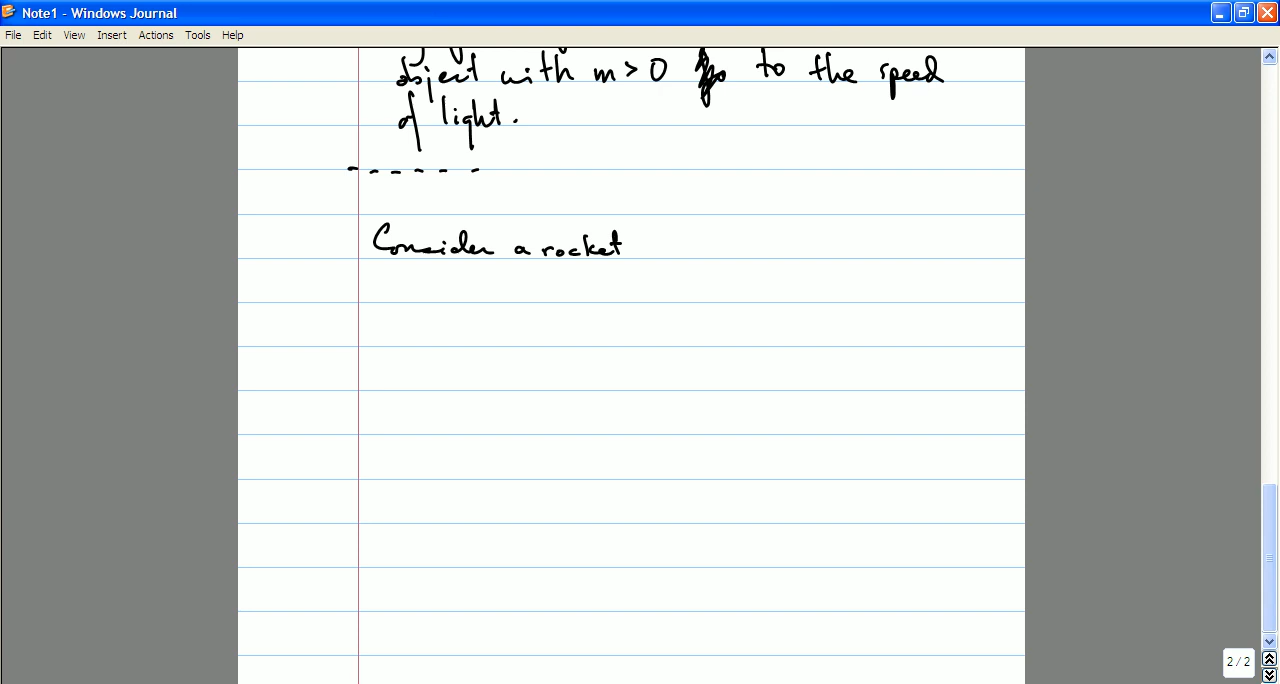 Note1 - Windows Journal
File Edit View Insert Actions Tools Help
object with m > 0 to the speed
of light.
------
Consider a rocket
2 / 2